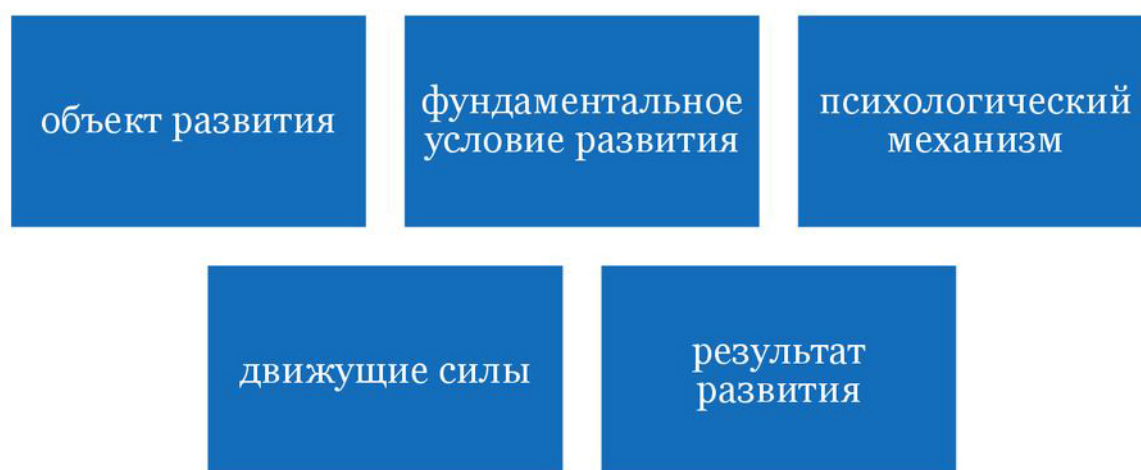 объект развития
фундаментальное
условие развития
психологический
механизм
движущие силы
результат
развития